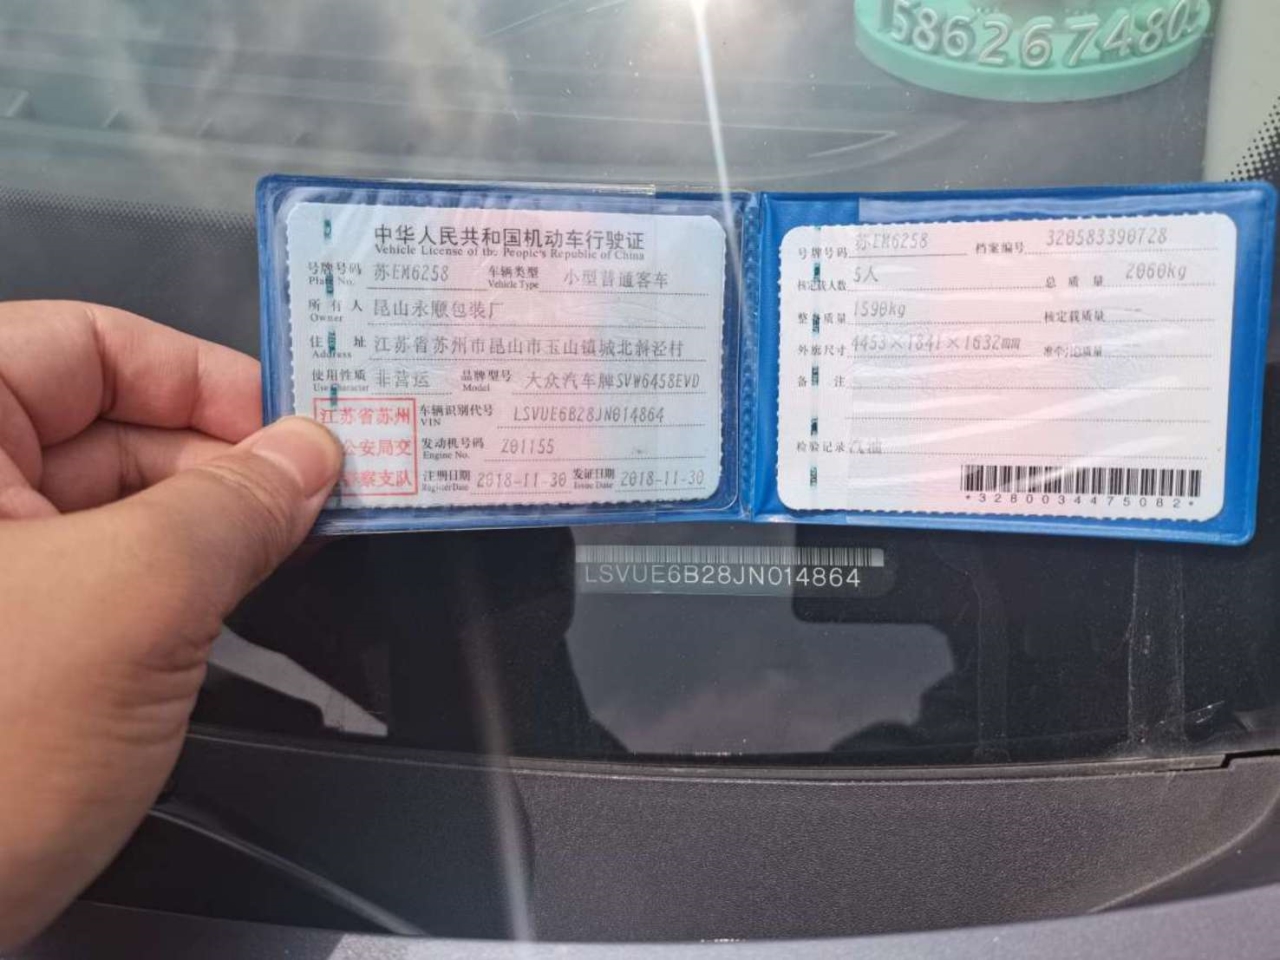 15862674803
中华人民共和国机动车行驶证
Vehicle License of the People's Republic of China
号牌号码 苏EM6258 车辆类型 小型普通客车
Plate No. Vehicle Type
所有人 昆山永顺包装厂
Owner
住址 江苏省苏州市昆山市玉山镇城北斜泾村
Address
使用性质 非营运 品牌型号 大众汽车牌SVW6458EVD
Use Character Model
江苏省苏州
公安局交
警察支队
车辆识别代号 LSVUE6B28JN014864
VIN
发动机号码 Z01155
Engine No.
注册日期 2018-11-30 发证日期 2018-11-30
Register Date Issue Date
号牌号码 苏EM6258 档案编号 320583390728
核定载人数 5人 总质量 2060kg
整备质量 1590kg 核定载质量
外廓尺寸 4453×1841×1632mm 准牵引总质量
备注
检验记录 汽油
*3280034475082*
LSVUE6B28JN014864